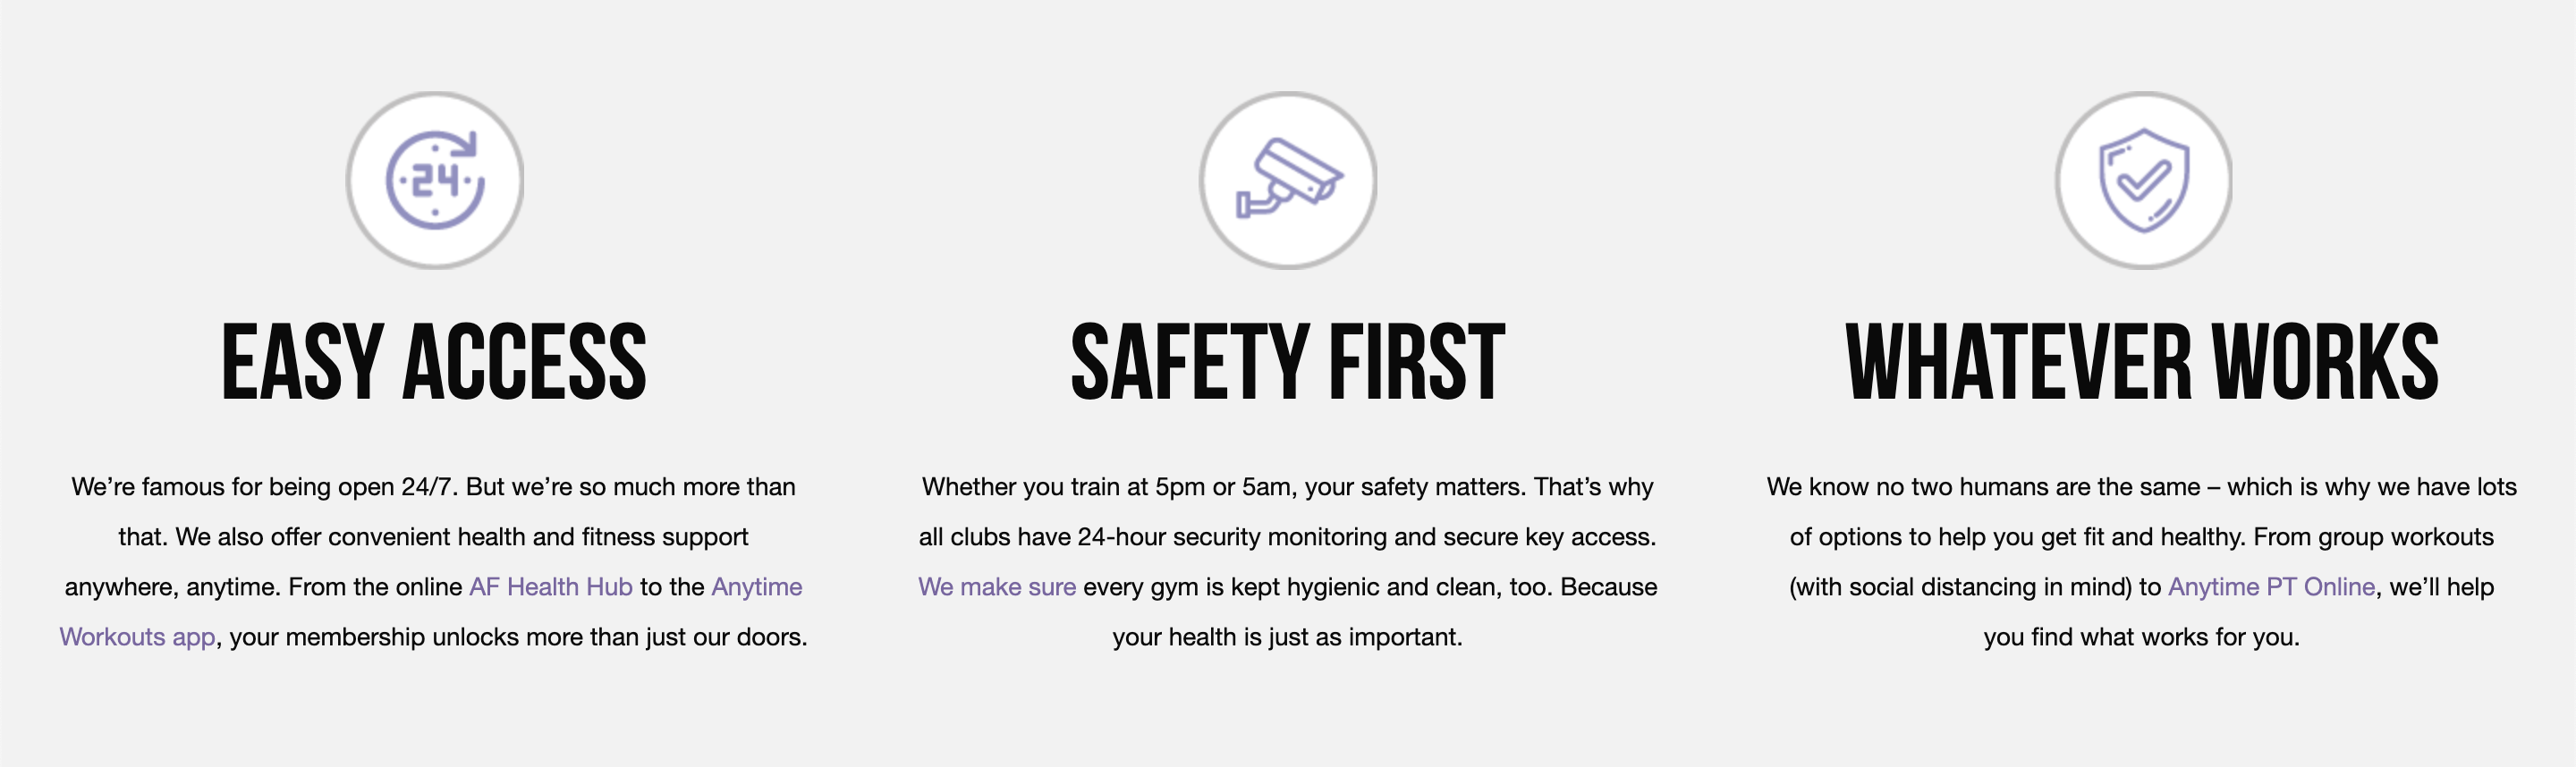 24
EASY ACCESS
We’re famous for being open 24/7. But we’re so much more than
that. We also offer convenient health and fitness support
anywhere, anytime. From the online AF Health Hub to the Anytime
Workouts app, your membership unlocks more than just our doors.
SAFETY FIRST
Whether you train at 5pm or 5am, your safety matters. That’s why
all clubs have 24-hour security monitoring and secure key access.
We make sure every gym is kept hygienic and clean, too. Because
your health is just as important.
WHATEVER WORKS
We know no two humans are the same – which is why we have lots
of options to help you get fit and healthy. From group workouts
(with social distancing in mind) to Anytime PT Online, we’ll help
you find what works for you.